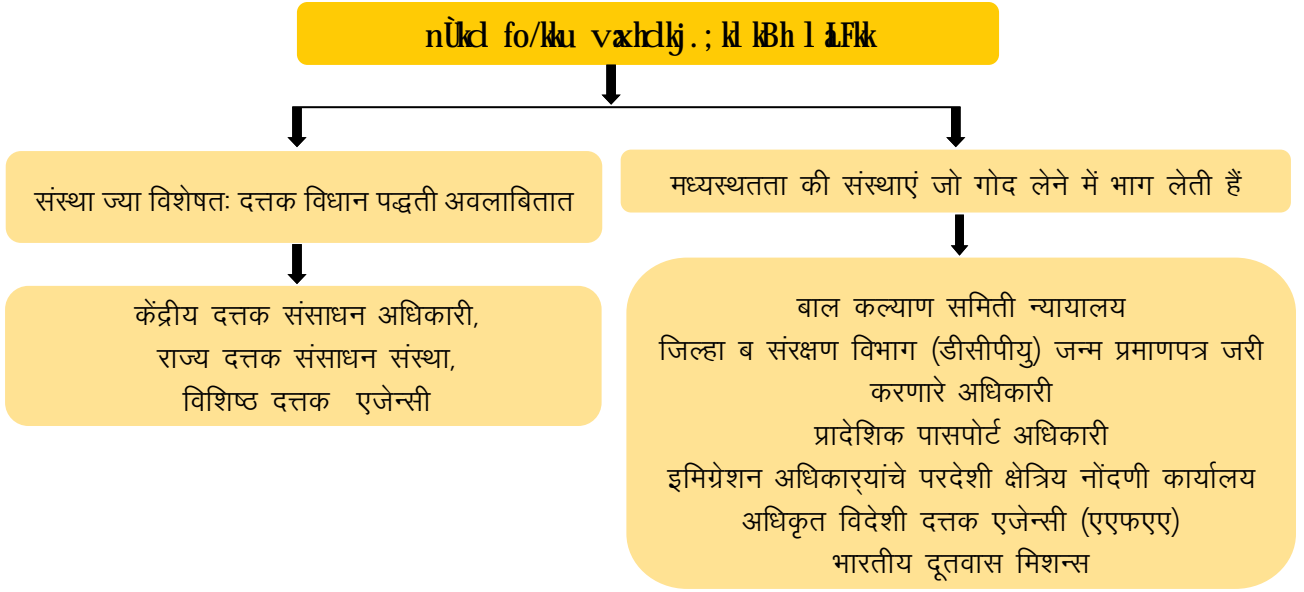 nÙkd fo/kku vaxhdkj.;klkBh laLFkk
संस्था ज्या विशेषतः दत्तक विधान पद्धती अवलाबितात
मध्यस्थतता की संस्थाएं जो गोद लेने में भाग लेती हैं
केंद्रीय दत्तक संसाधन अधिकारी,
राज्य दत्तक संसाधन संस्था,
विशिष्ठ दत्तक एजेन्सी
बाल कल्याण समिती न्यायालय
जिल्हा ब संरक्षण विभाग (डीसीपीयु) जन्म प्रमाणपत्र जरी
करणारे अधिकारी
प्रादेशिक पासपोर्ट अधिकारी
इमिग्रेशन अधिकाऱ्यांचे परदेशी क्षेत्रिय नोंदणी कार्यालय
अधिकृत विदेशी दत्तक एजेन्सी (एएफएए)
भारतीय दूतवास मिशन्स